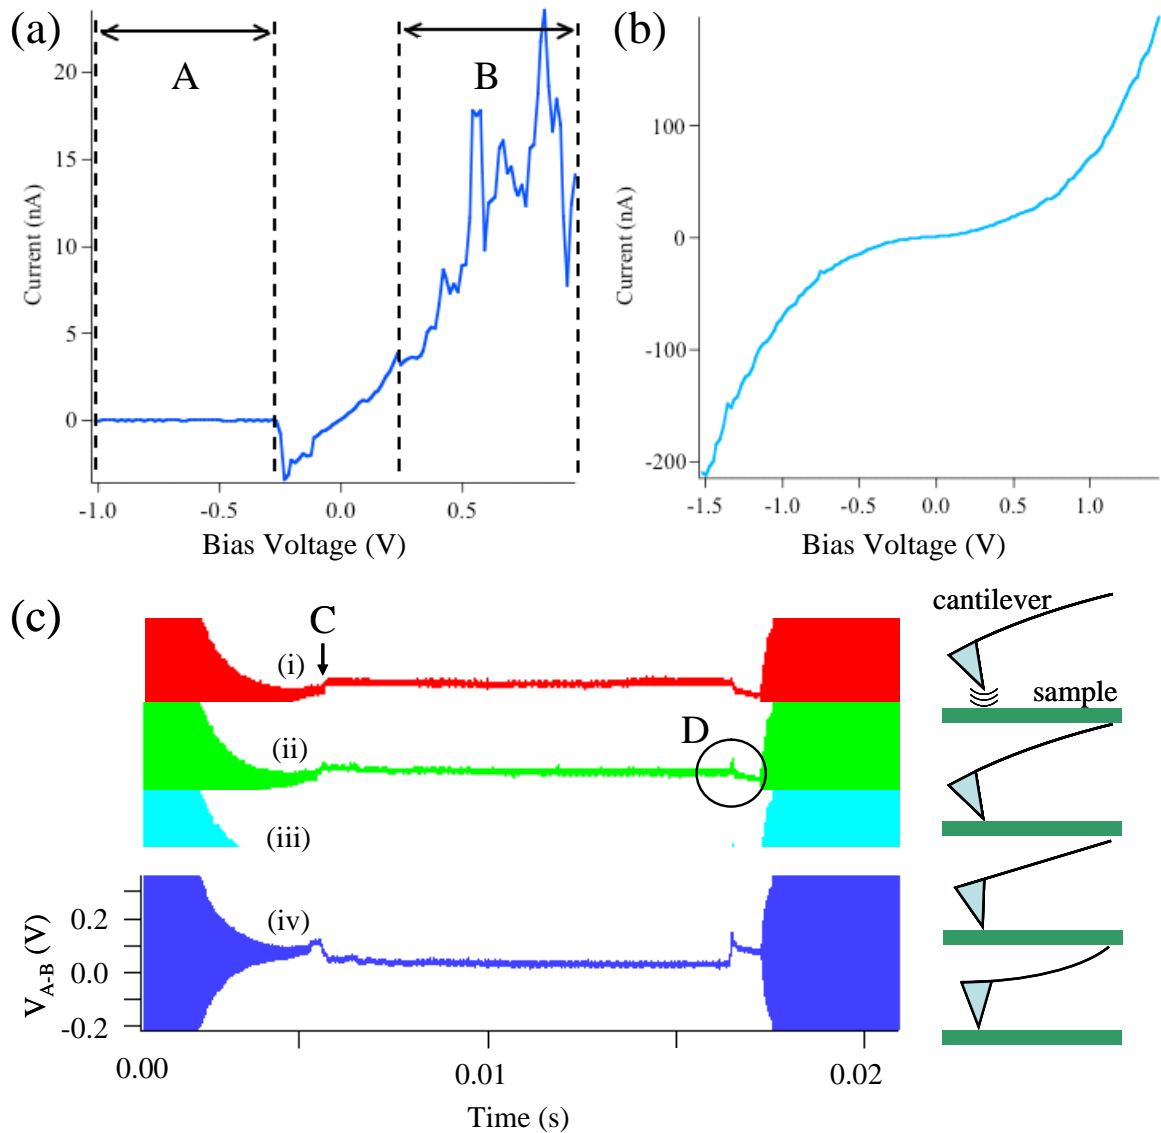 (a)
A
B
20
15
10
5
0
Current (nA)
-1.0
-0.5
0.0
0.5
Bias Voltage (V)
(b)
100
0
-100
-200
Current (nA)
-1.5
-1.0
-0.5
0.0
0.5
1.0
Bias Voltage (V)
(c)
C
(i)
(ii)
D
(iii)
(iv)
0.2
0.0
-0.2
V_A-B (V)
0.00
0.01
0.02
Time (s)
cantilever
sample